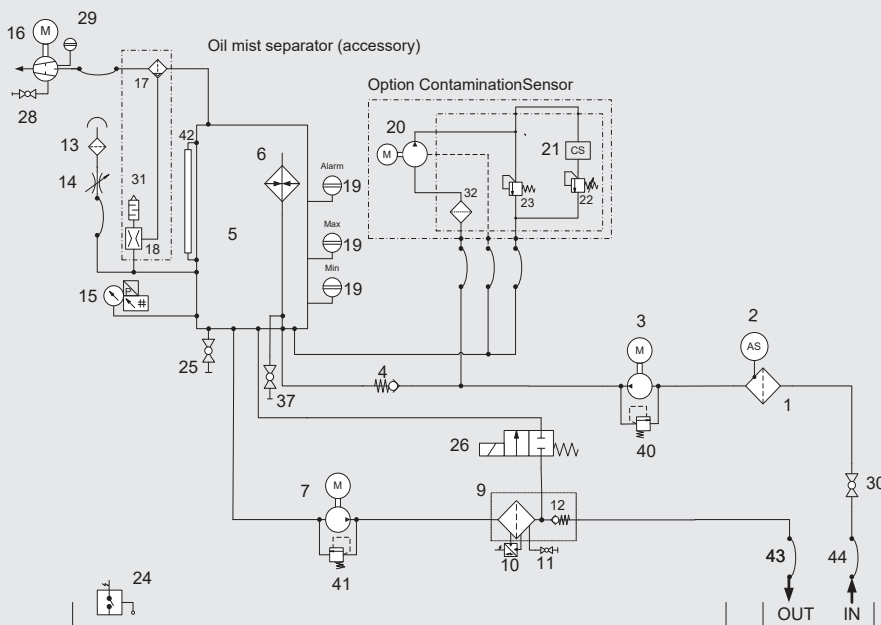 29
16
M
Oil mist separator (accessory)
17
Option ContaminationSensor
28
20
42
13
6
M
21
CS
Alarm
14
31
19
32
23
22
5
Max
18
19
Min
15
P
#
19
3
2
M
AS
25
4
37
1
26
40
7
9
30
M
12
10
11
43
44
41
24
OUT
IN